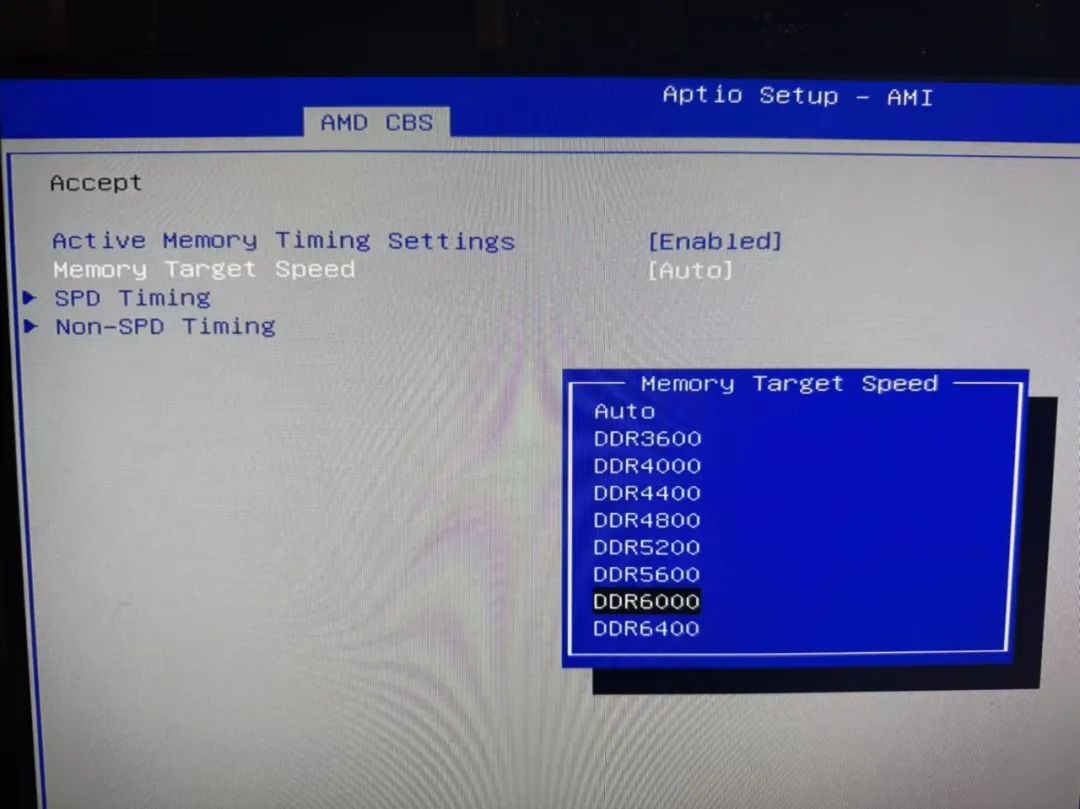 Aptio Setup - AMI
AMD CBS
Accept
Active Memory Timing Settings [Enabled]
Memory Target Speed [Auto]
SPD Timing
Non-SPD Timing
Memory Target Speed
Auto
DDR3600
DDR4000
DDR4400
DDR4800
DDR5200
DDR5600
DDR6000
DDR6400